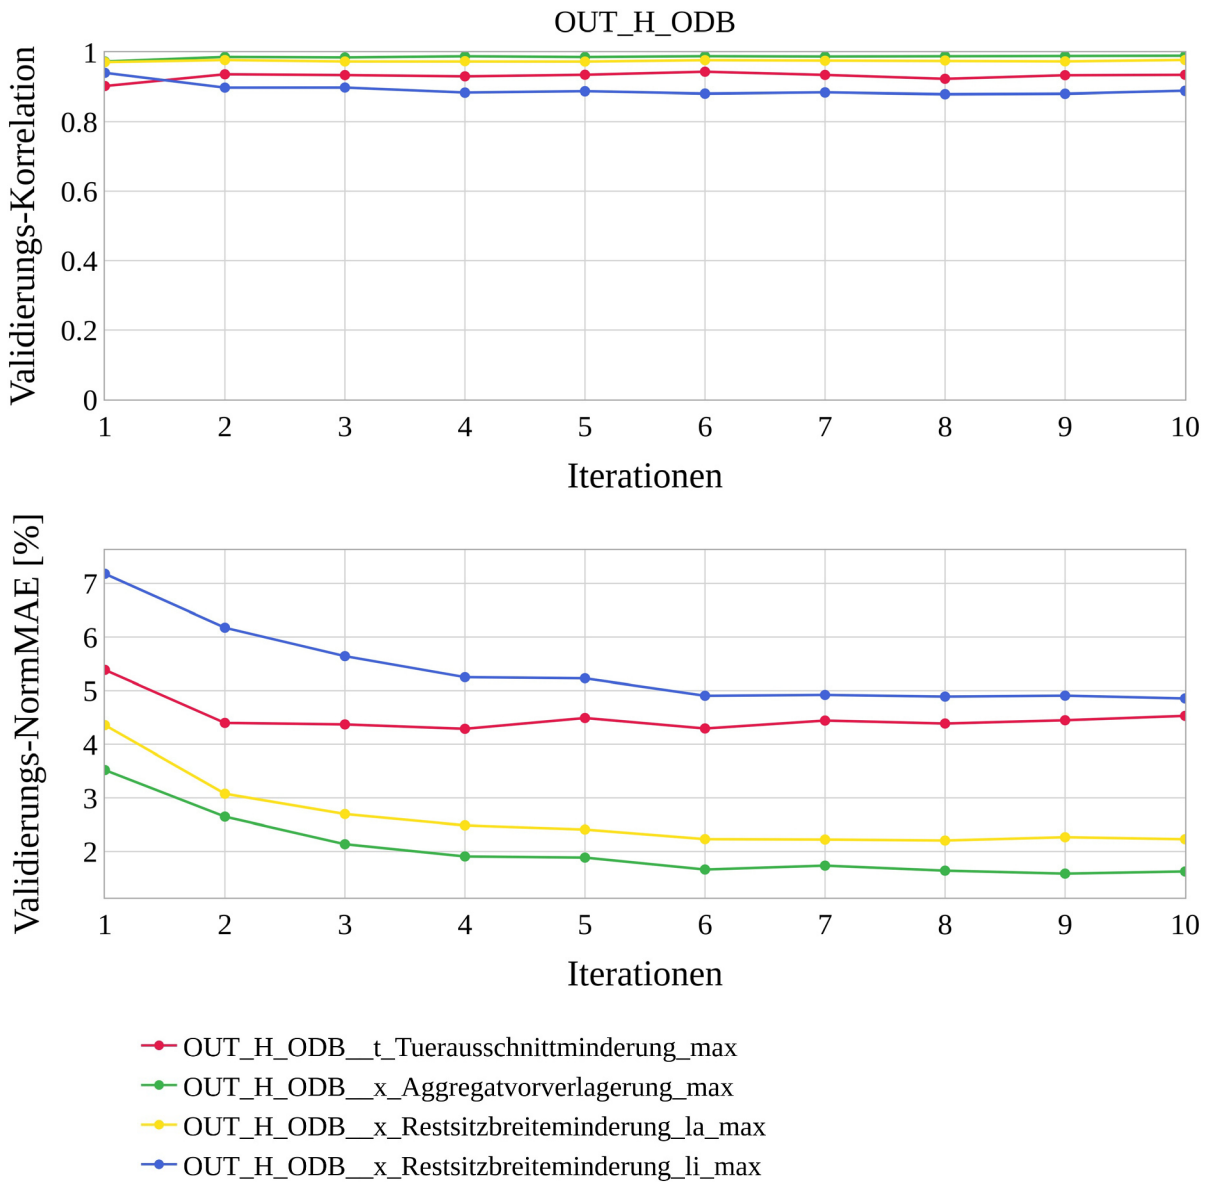 OUT_H_ODB
Validierungs-Korrelation
1
0.8
0.6
0.4
0.2
0
1 2 3 4 5 6 7 8 9 10
Iterationen
Validierungs-NormMAE [%]
7
6
5
4
3
2
1 2 3 4 5 6 7 8 9 10
Iterationen
OUT_H_ODB__t_Tuerausschnittminderung_max
OUT_H_ODB__x_Aggregatvorverlagerung_max
OUT_H_ODB__x_Restsitzbreiteminderung_la_max
OUT_H_ODB__x_Restsitzbreiteminderung_li_max